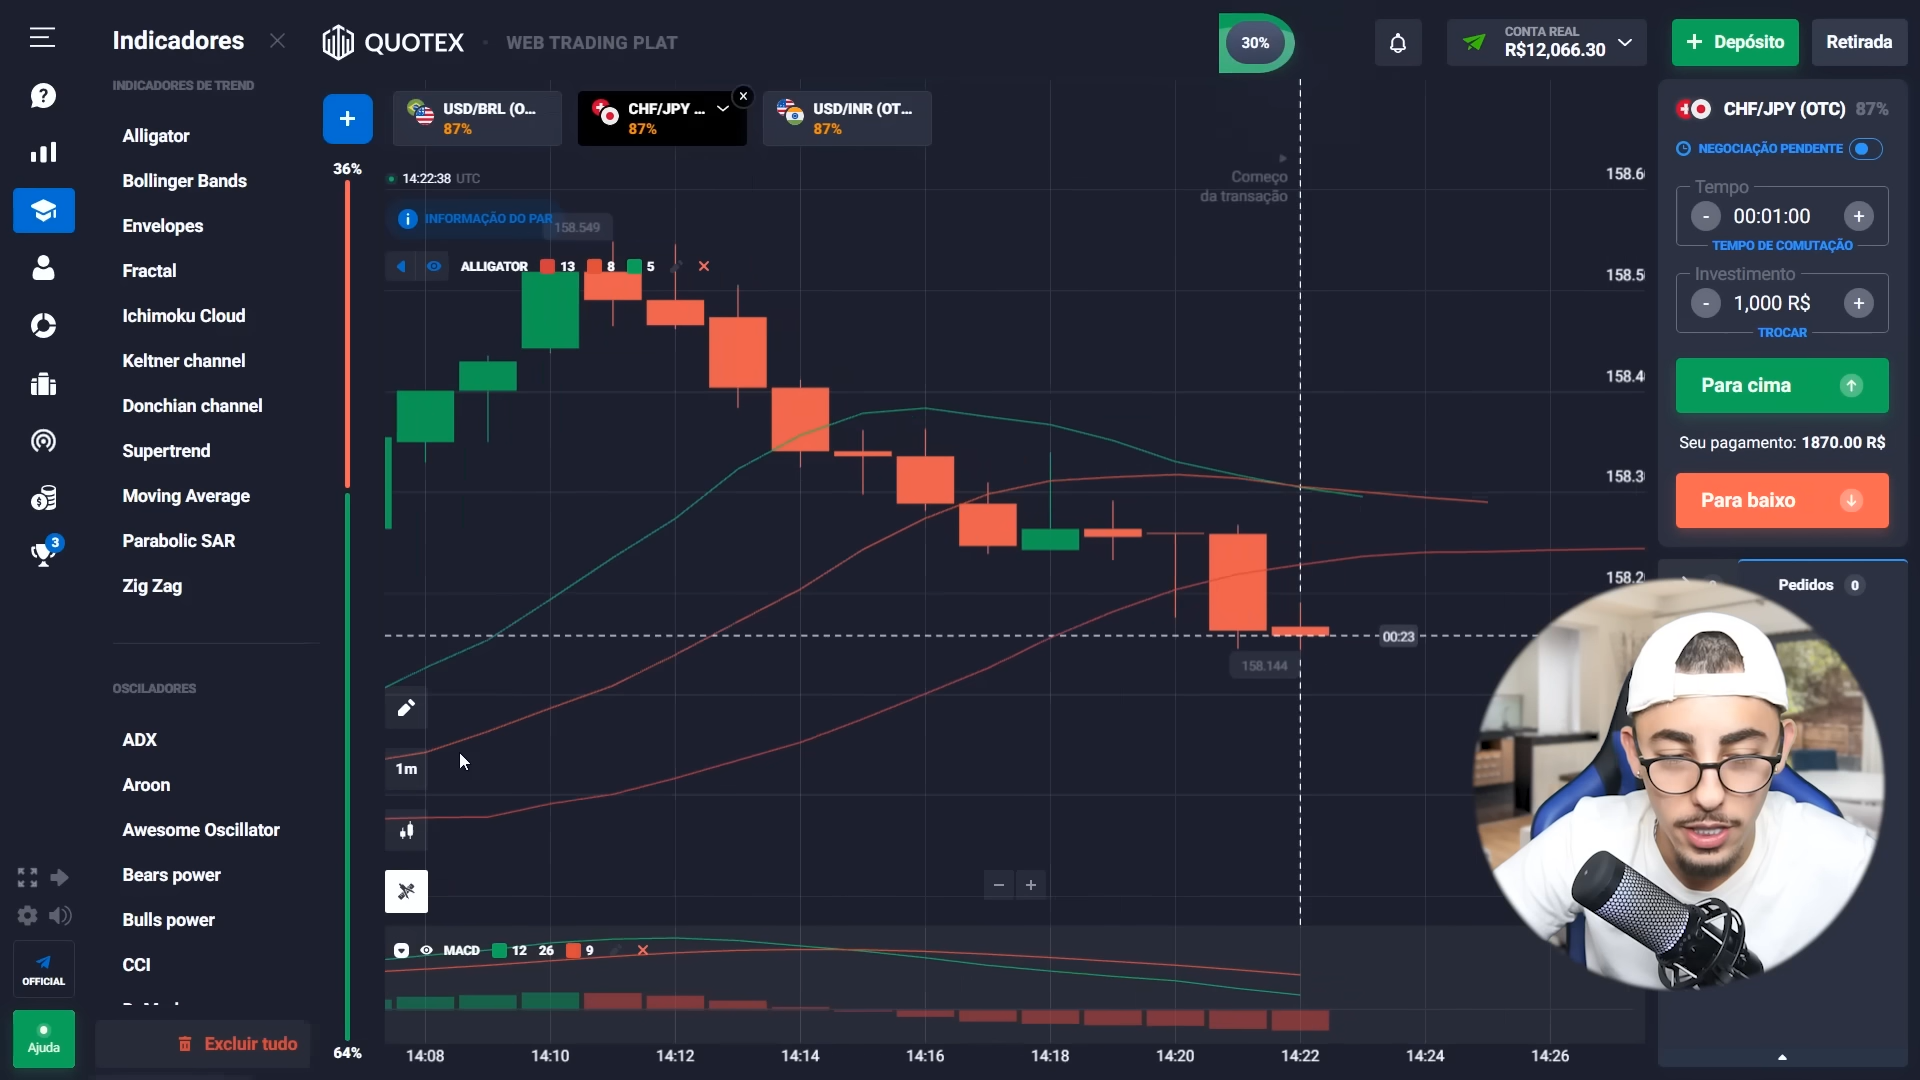 Indicadores
QUOTEX
WEB TRADING PLAT
30%
CONTA REAL
R$12,066.30
+ Depósito
Retirada
INDICADORES DE TREND
Alligator
Bollinger Bands
Envelopes
Fractal
Ichimoku Cloud
Keltner channel
Donchian channel
Supertrend
Moving Average
Parabolic SAR
Zig Zag
OSCILADORES
ADX
Aroon
Awesome Oscillator
Bears power
Bulls power
CCI
Excluir tudo
3
OFFICIAL
Ajuda
+
USD/BRL (O...
87%
CHF/JPY ...
87%
USD/INR (OT...
87%
36%
64%
14:22:38 UTC
INFORMAÇÃO DO PAR
158.549
ALLIGATOR 13 8 5
Começo
da transação
158.6
158.5
158.4
158.3
158.2
00:23
158.144
1m
MACD 12 26 9
14:08
14:10
14:12
14:14
14:16
14:18
14:20
14:22
14:24
14:26
CHF/JPY (OTC) 87%
NEGOCIAÇÃO PENDENTE
Tempo
- 00:01:00 +
TEMPO DE COMUTAÇÃO
Investimento
- 1,000 R$ +
TROCAR
Para cima
Seu pagamento: 1870.00 R$
Para baixo
Pedidos 0